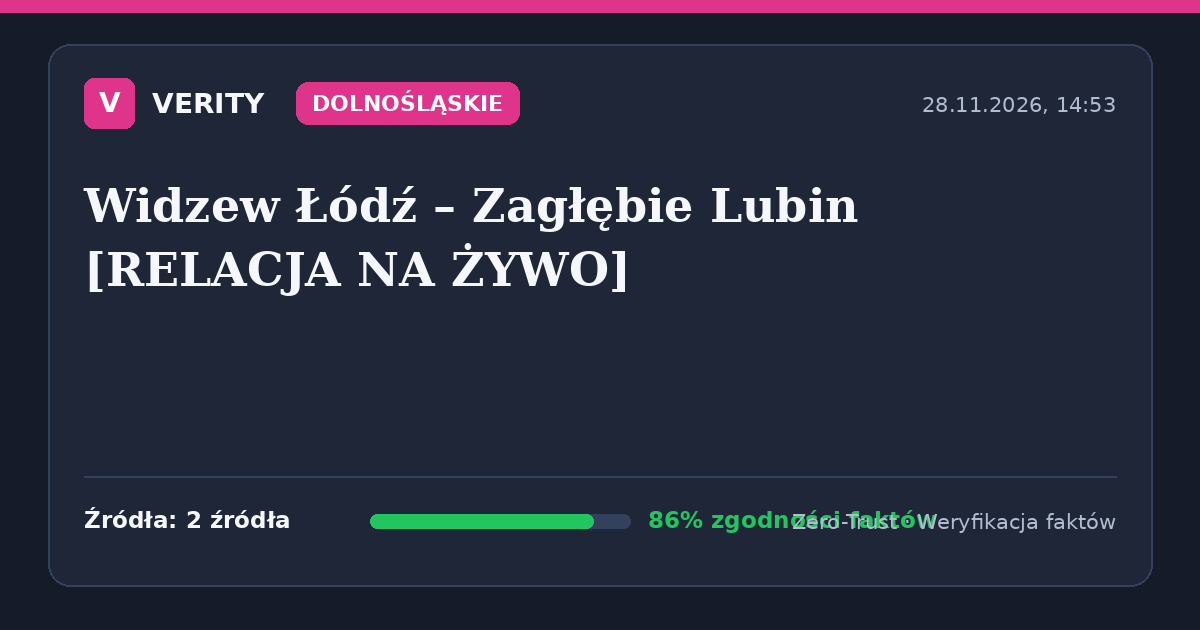 V VERITY DOLNOŚLĄSKIE 28.11.2026, 14:53
Widzew Łódź – Zagłębie Lubin
[RELACJA NA ŻYWO]
Źródła: 2 źródła 86% zgodności faktów Zero-Trust · Weryfikacja faktów